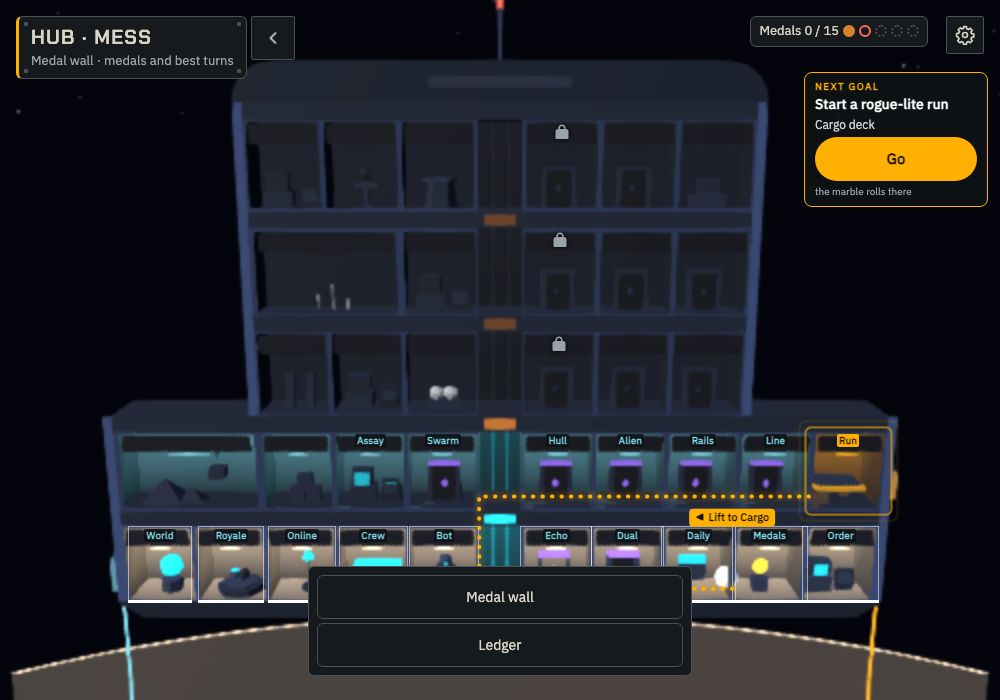 HUB · MESS
Medal wall · medals and best turns
Medals 0 / 15
NEXT GOAL
Start a rogue-lite run
Cargo deck
Go
the marble rolls there
Assay
Swarm
Hull
Alien
Rails
Line
Run
Lift to Cargo
World
Royale
Online
Crew
Bot
Echo
Dual
Daily
Medals
Order
Medal wall
Ledger